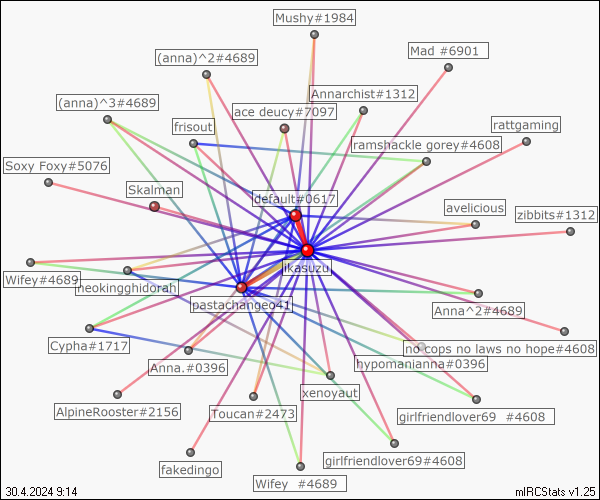 Mushy#1984
Mad #6901
(anna)^2#4689
Annarchist#1312
(anna)^3#4689
ace deucy#7097
frisout
rattgaming
ramshackle gorey#4608
Soxy Foxy#5076
Skalman
default#0617
avelicious
zibbits#1312
ikasuzu
Wifey#4689
neokingghidorah
pastachangeo41
Anna^2#4689
Cypha#1717
no cops no laws no hope#4608
Anna.#0396
hypomanianna#0396
xenoyaut
AlpineRooster#2156
Toucan#2473
girlfriendlover69 #4608
fakedingo
girlfriendlover69#4608
Wifey #4689
30.4.2024 9:14
mIRCStats v1.25